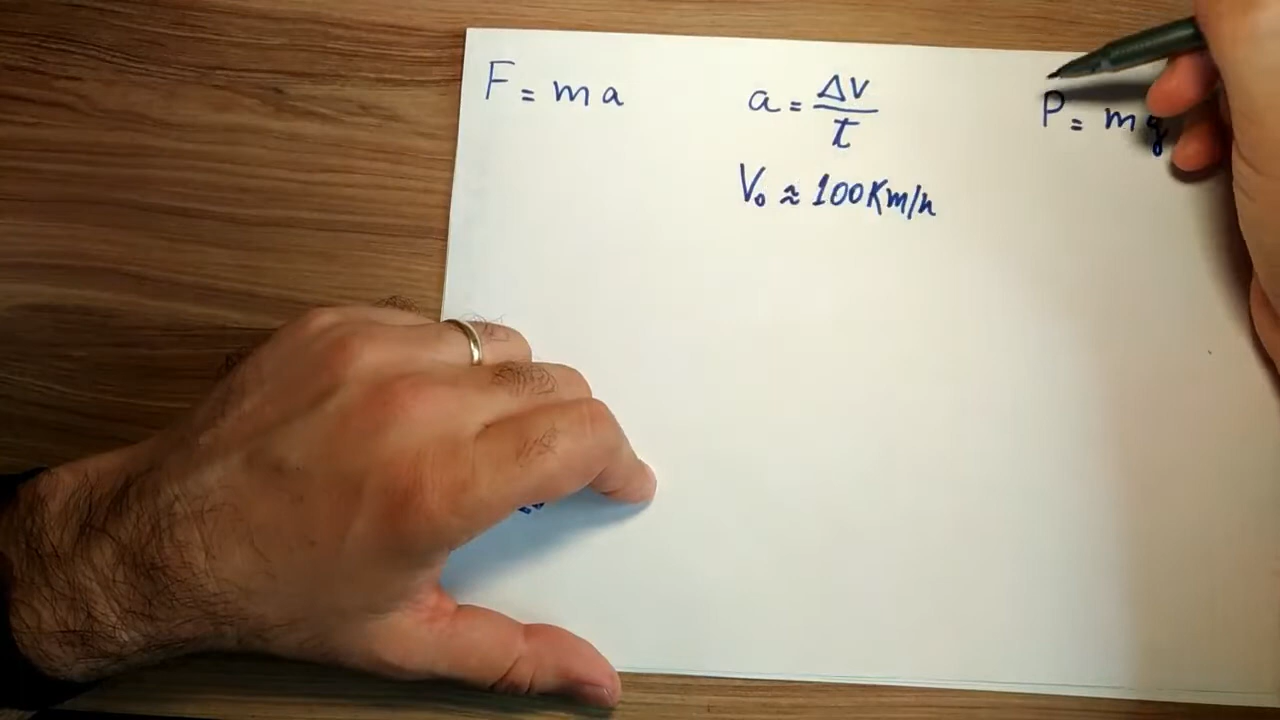 F = ma
a = ΔV/t
P = mg
V₀ ≈ 100Km/h